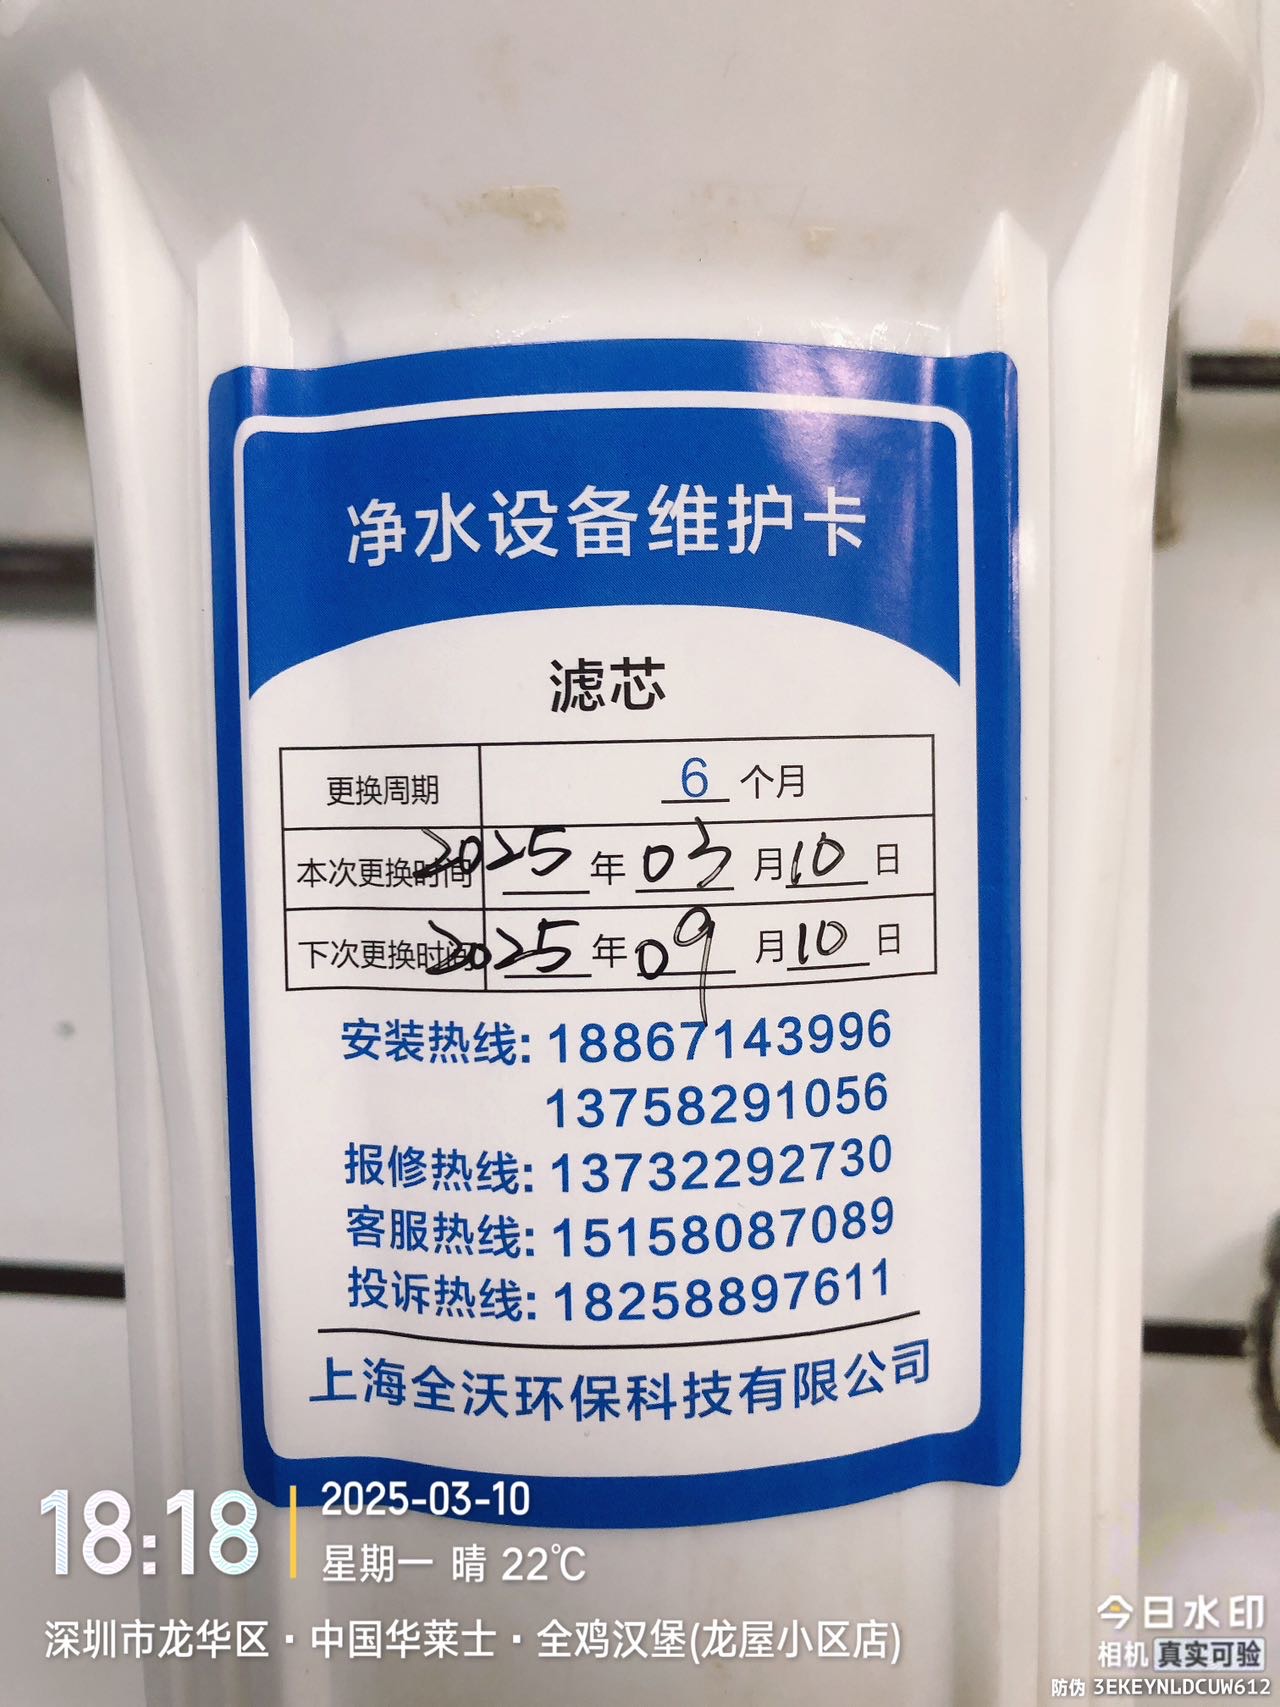 净水设备维护卡
滤芯
更换周期 6 个月
本次更换时间 2025 年 03 月 10 日
下次更换时间 2025 年 09 月 10 日
安装热线: 18867143996
13758291056
报修热线: 13732292730
客服热线: 15158087089
投诉热线: 18258897611
上海全沃环保科技有限公司
18:18
2025-03-10
星期一 晴 22℃
深圳市龙华区·中国华莱士·全鸡汉堡(龙屋小区店)
今日水印
相机 真实可验
防伪 3EKEYNLDCUW612